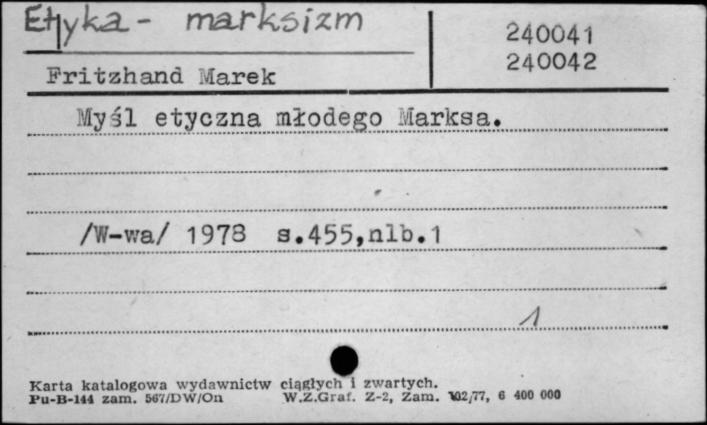 Etyka - marksizm
240041
240042
Fritzhand Marek
Myśl etyczna młodego Marksa.
/W-wa/ 1978 s.455,nlb.1
1
Karta katalogowa wydawnictw ciągłych i zwartych.
Pu-B-144 zam. 567/DW/On W.Z.Graf. Z-2, Zam. 102/77, 6 400 000